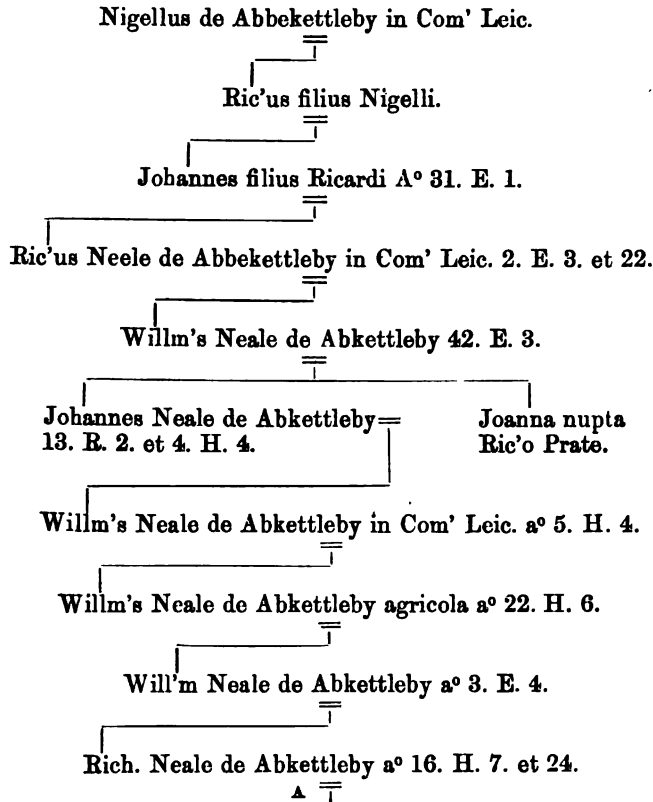 Nigellus de Abbekettleby in Com' Leic.
Ric'us filius Nigelli.
Johannes filius Ricardi Aº 31. E. 1.
Ric'us Neele de Abbekettleby in Com' Leic. 2. E. 3. et 22.
Willm's Neale de Abkettleby 42. E. 3.
Johannes Neale de Abkettleby
13. R. 2. et 4. H. 4.
Joanna nupta
Ric'o Prate.
Willm's Neale de Abkettleby in Com' Leic. aº 5. H. 4.
Willm's Neale de Abkettleby agricola aº 22. H. 6.
Will'm Neale de Abkettleby aº 3. E. 4.
Rich. Neale de Abkettleby aº 16. H. 7. et 24.
A